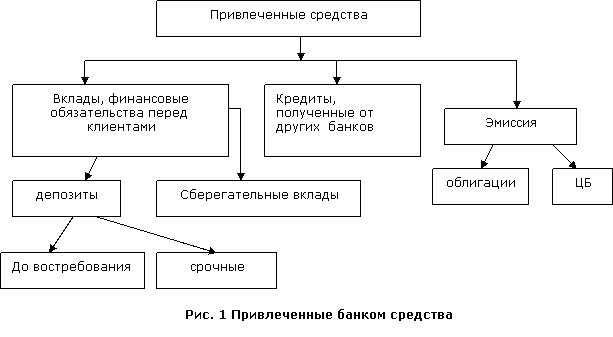 Привлеченные средства
Вклады, финансовые
обязательства перед
клиентами
Кредиты,
полученные от
других банков
Эмиссия
депозиты
Сберегательные вклады
облигации
ЦБ
До востребования
срочные
Рис. 1 Привлеченные банком средства